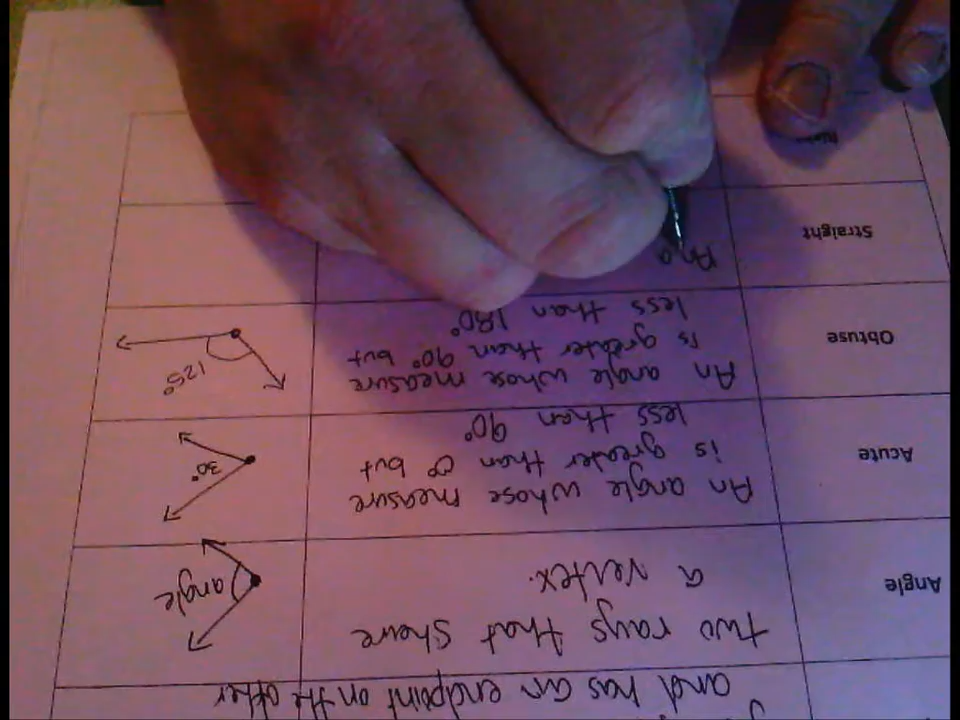 and has an endpoint on the other
Angle
two rays that share
a vertex.
angle
Acute
An angle whose measure
is greater than 0° but
less than 90°
30°
Obtuse
An angle whose measure
is greater than 90° but
less than 180°
125°
Straight
An a